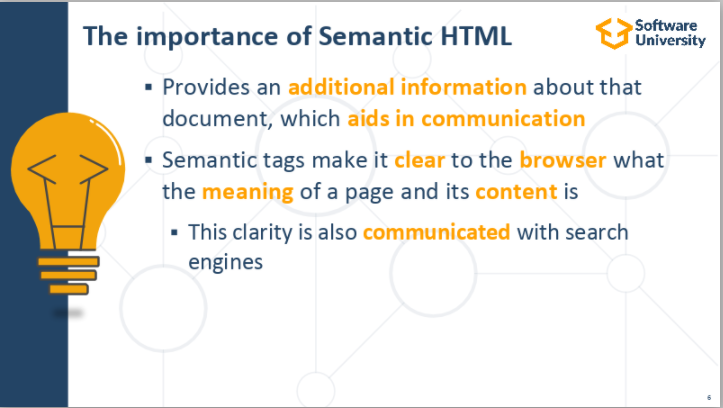 The importance of Semantic HTML
Software
University
▪ Provides an additional information about that
document, which aids in communication
▪ Semantic tags make it clear to the browser what
the meaning of a page and its content is
▪ This clarity is also communicated with search
engines
6